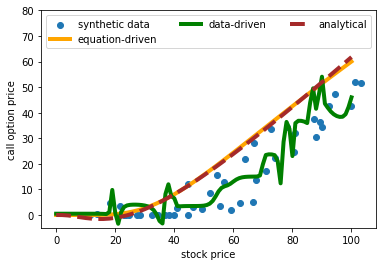 synthetic data
equation-driven
data-driven
analytical
80
70
60
50
40
30
20
10
0
call option price
0 20 40 60 80 100
stock price